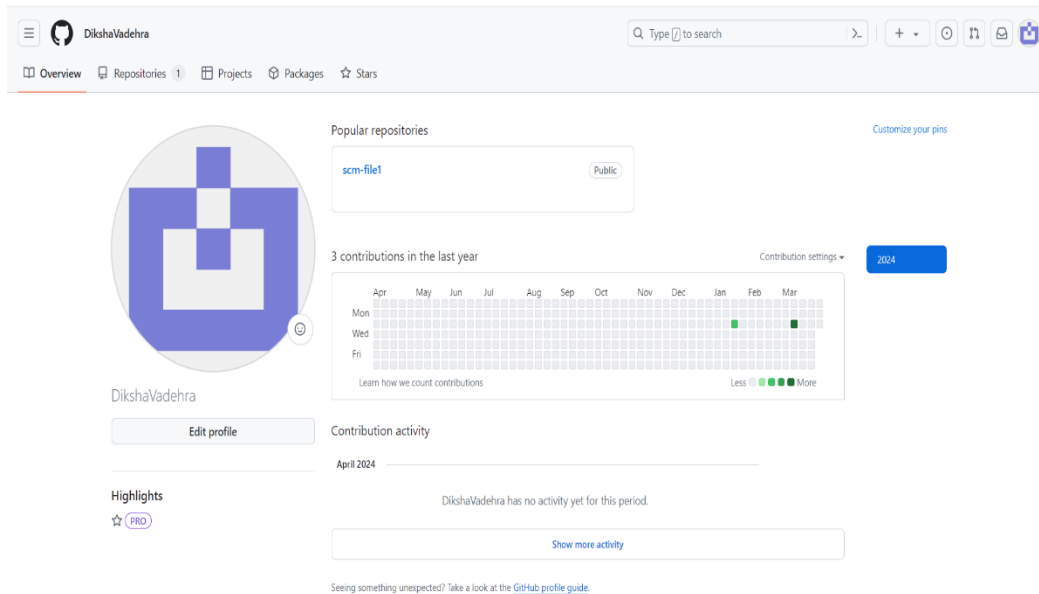 DikshaVadehra
Type / to search
Overview
Repositories 1
Projects
Packages
Stars
Popular repositories
Customize your pins
scm-file1
Public
3 contributions in the last year
Contribution settings
2024
Apr May Jun Jul Aug Sep Oct Nov Dec Jan Feb Mar
Mon
Wed
Fri
Learn how we count contributions
Less
More
DikshaVadehra
Edit profile
Contribution activity
April 2024
Highlights
PRO
DikshaVadehra has no activity yet for this period.
Show more activity
Seeing something unexpected? Take a look at the GitHub profile guide.